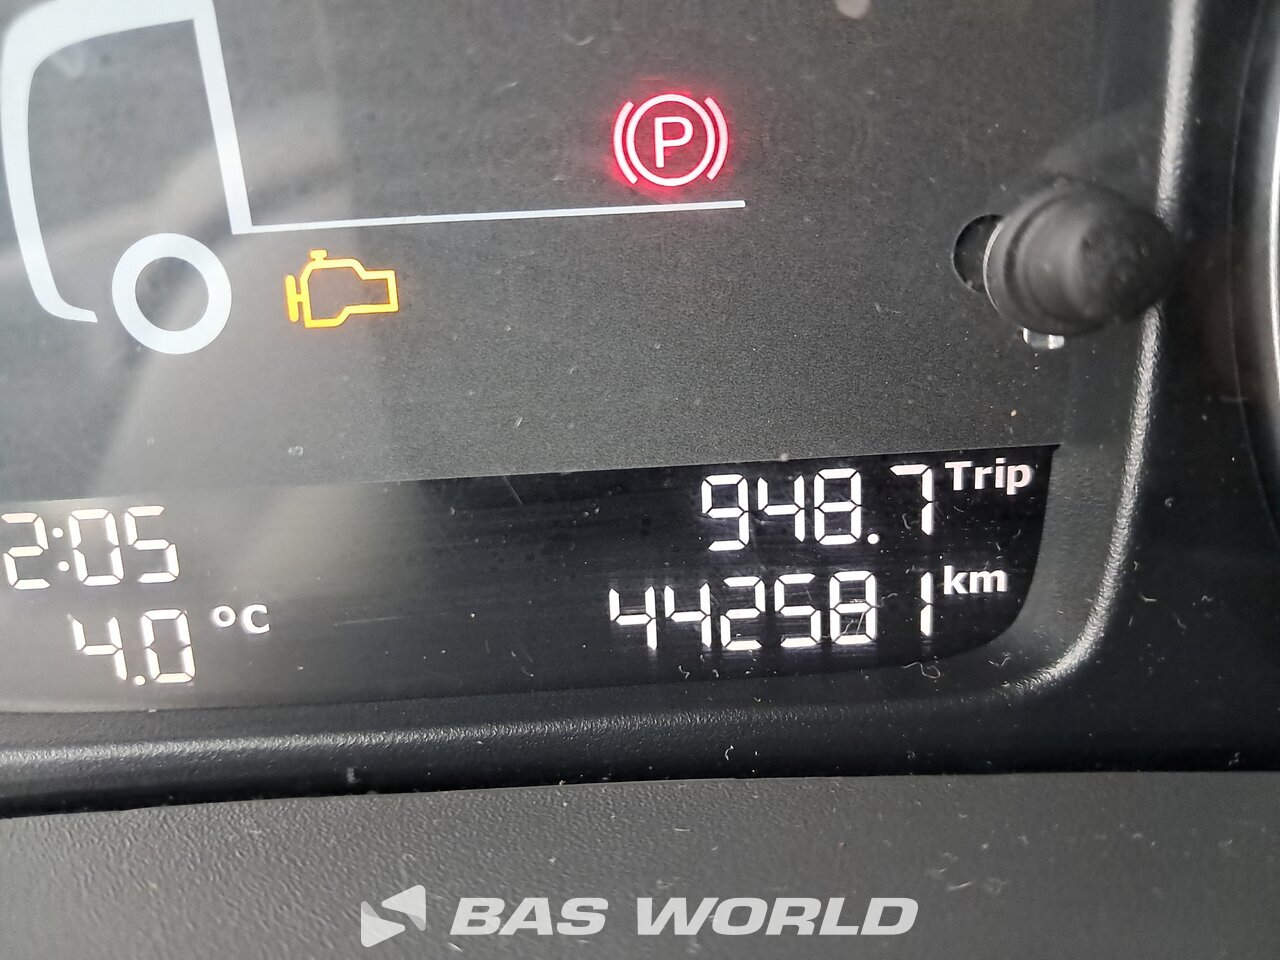 P
948.7 Trip
2:05
442581 km
4.0 °C
BAS WORLD